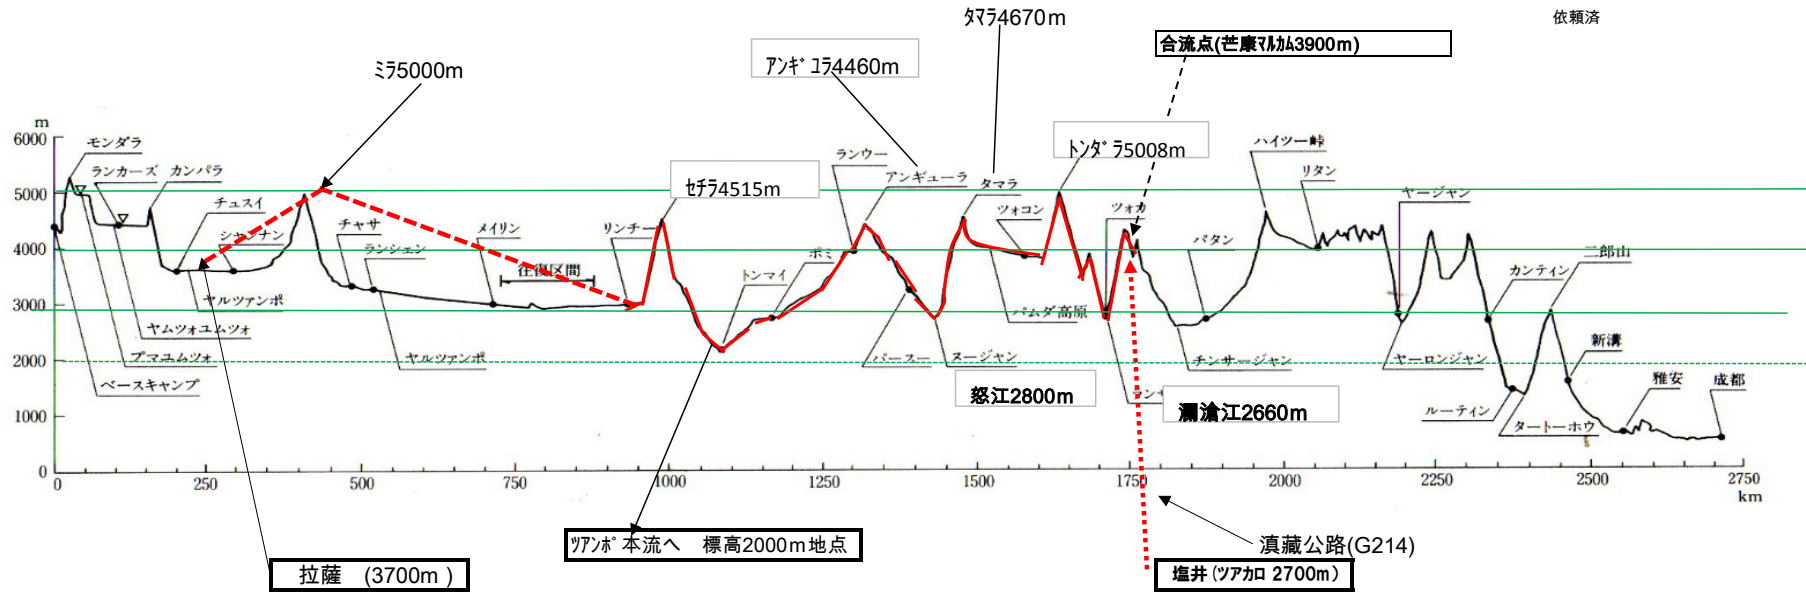 依頼済
ﾀﾏﾗ4670m
合流点(芒康ﾏﾙｶﾑ3900m)
ｱﾝｷﾞﾕﾗ4460m
ﾐﾗ5000m
ﾄﾝﾀﾞﾗ5008m
ｾﾁﾗ4515m
m
6000
5000
4000
3000
2000
1000
0
モンダラ
ランカーズ
カンパラ
チュスイ
シャンナン
チャサ
ランシェン
メイリン
往復区間
リンチー
トンマイ
ポミ
ランウー
アンギューラ
タマラ
ツォコン
ツォカ
パタン
ハイツー峠
リタン
ヤージャン
カンティン
二郎山
新溝
雅安
成都
ヤルツァンポ
ヤムツォユムツォ
プマユムツォ
ベースキャンプ
ヤルツァンポ
パースー
ヌージャン
パムダ高原
チンサージャン
ヤーロンジャン
ルーティン
タートーホウ
怒江2800m
瀾滄江2660m
0
250
500
750
1000
1250
1500
1750
2000
2250
2500
2750
km
ﾂｱﾝﾎﾟ本流へ 標高2000m地点
滇藏公路(G214)
拉薩 (3700m)
塩井(ﾂｱｶﾛ 2700m)